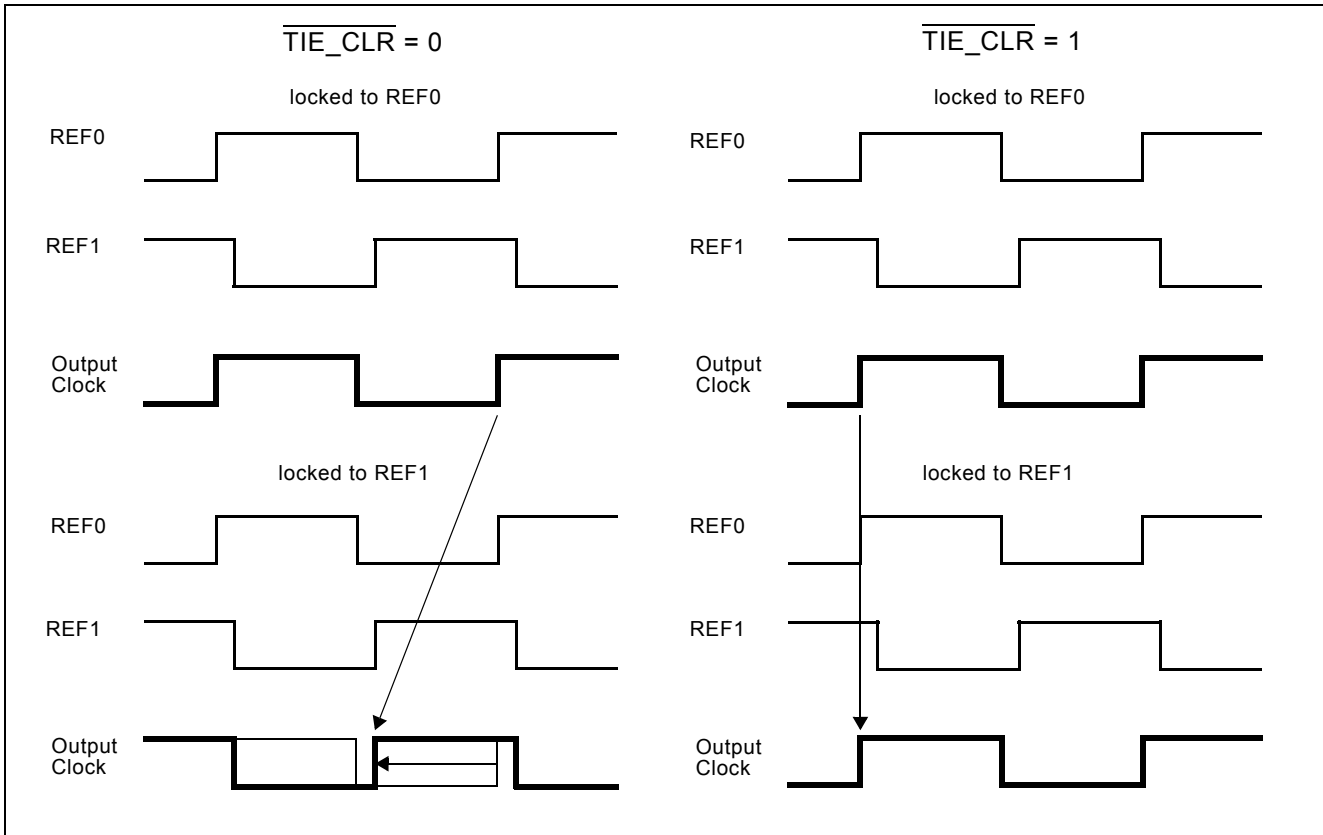 TIE_CLR = 0
locked to REF0
REF0
REF1
Output
Clock
locked to REF1
REF0
REF1
Output
Clock
TIE_CLR = 1
locked to REF0
REF0
REF1
Output
Clock
locked to REF1
REF0
REF1
Output
Clock